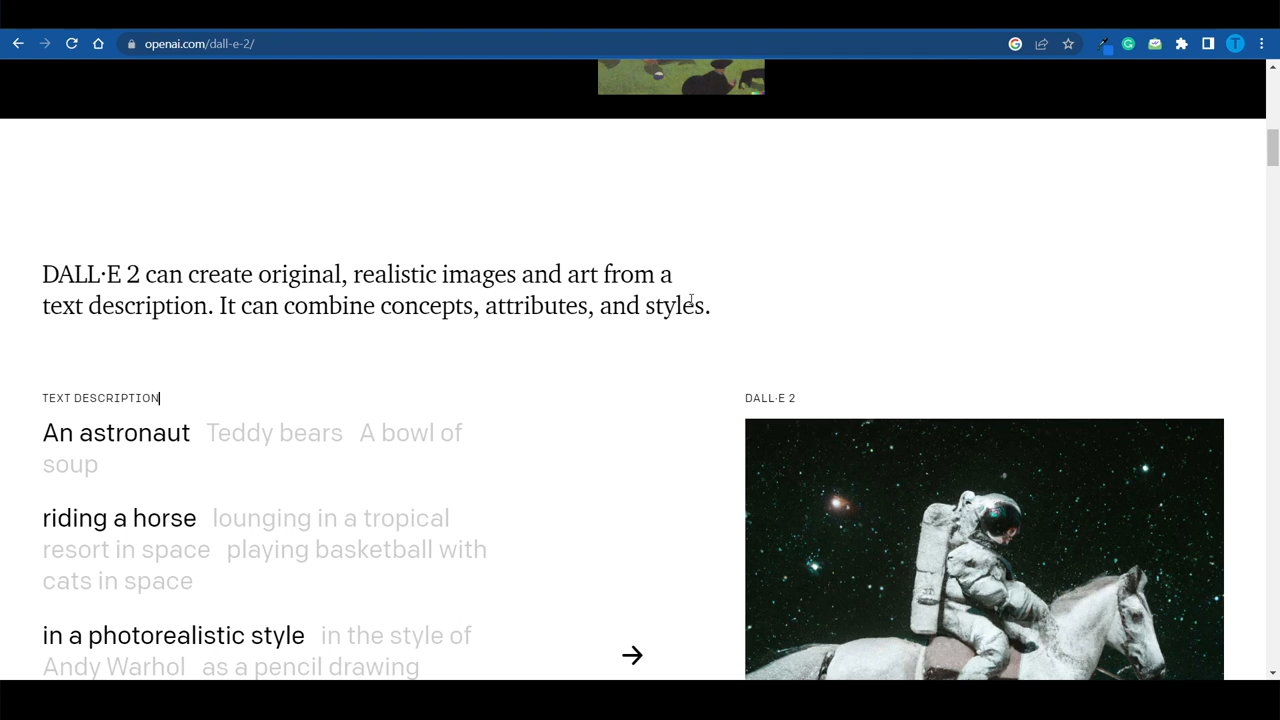 openai.com/dall-e-2/
T
DALL·E 2 can create original, realistic images and art from a
text description. It can combine concepts, attributes, and styles.
TEXT DESCRIPTION
An astronaut Teddy bears A bowl of
soup
riding a horse lounging in a tropical
resort in space playing basketball with
cats in space
in a photorealistic style in the style of
Andy Warhol as a pencil drawing
DALL·E 2